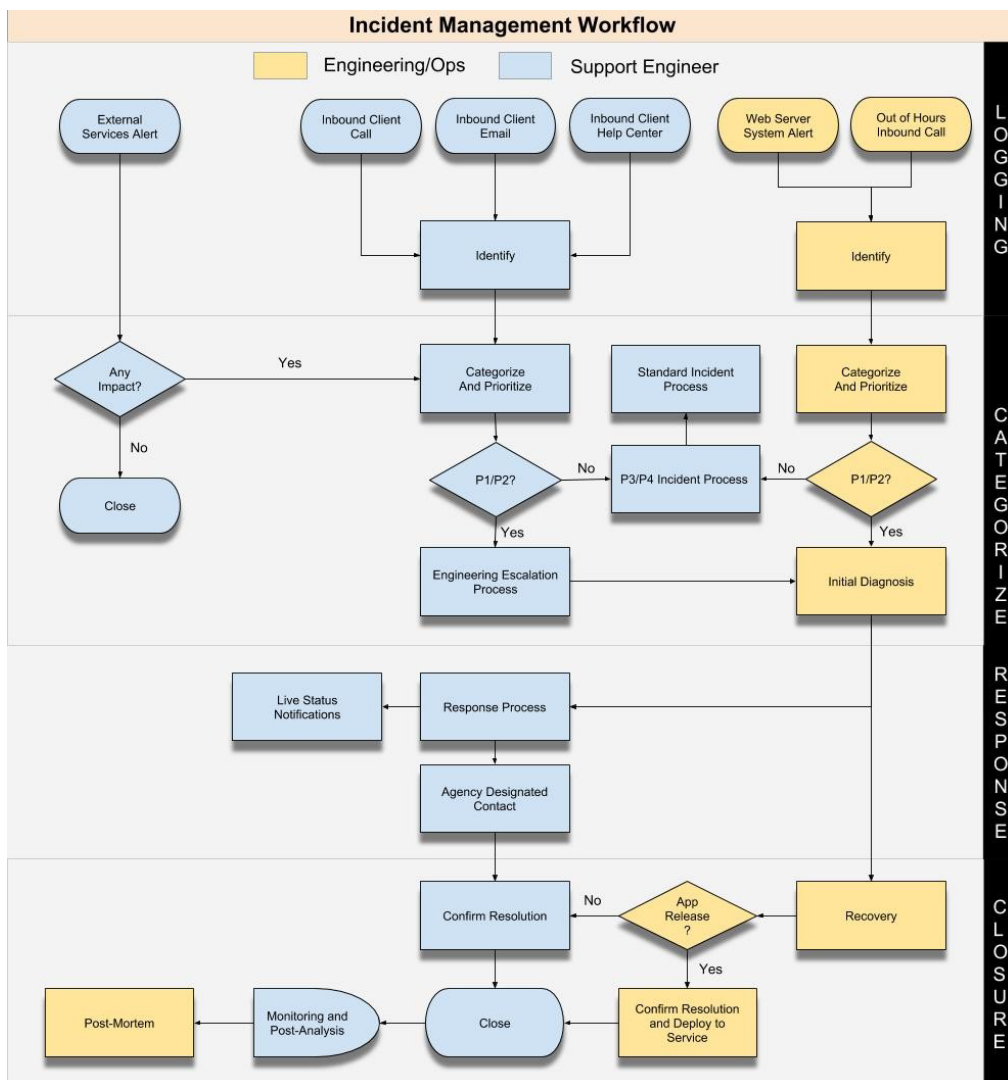 Incident Management Workflow
Engineering/Ops
Support Engineer
External
Services Alert
Inbound Client
Call
Inbound Client
Email
Inbound Client
Help Center
Web Server
System Alert
Out of Hours
Inbound Call
LOGGING
Identify
Identify
Any
Impact?
Yes
Categorize
And Prioritize
Standard Incident
Process
Categorize
And Prioritize
CATEGORIZE
No
Close
P1/P2?
No
P3/P4 Incident Process
No
P1/P2?
Yes
Yes
Engineering Escalation
Process
Initial Diagnosis
Live Status
Notifications
Response Process
RESPONSE
Agency Designated
Contact
Confirm Resolution
No
App
Release
?
Recovery
CLOSURE
Yes
Post-Mortem
Monitoring and
Post-Analysis
Close
Confirm Resolution
and Deploy to
Service